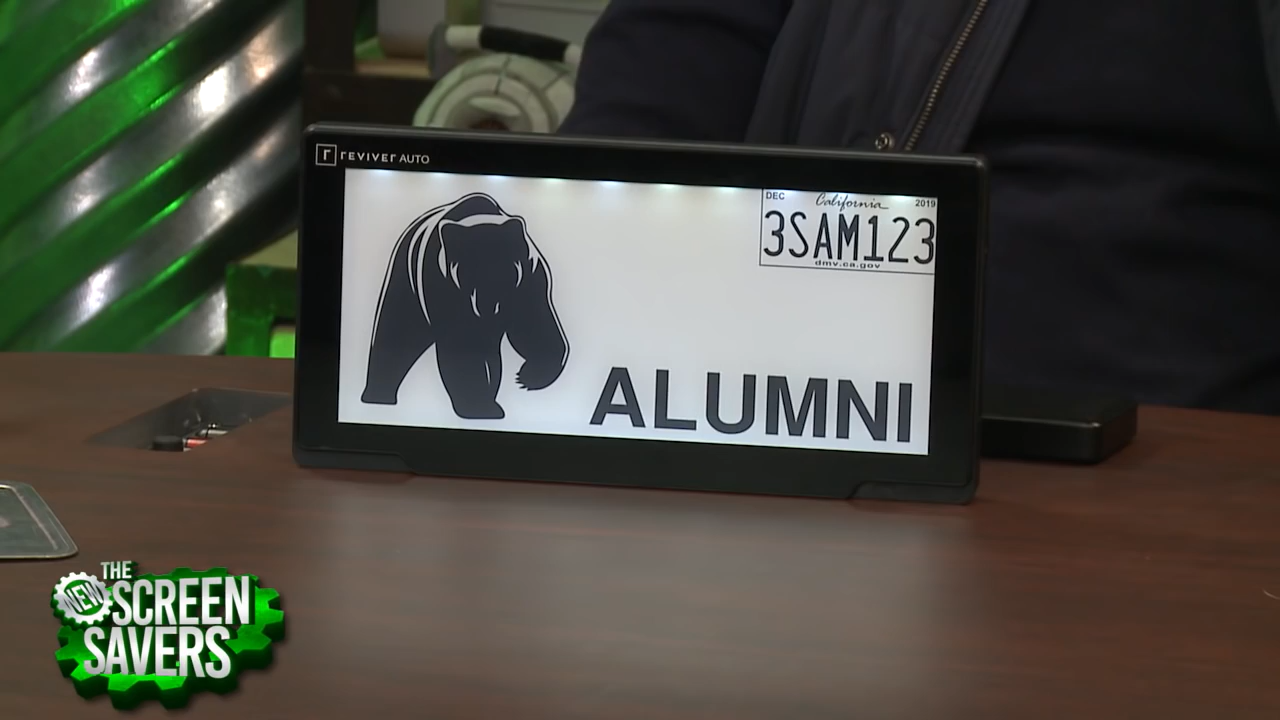 r reviver AUTO
DEC California 2019
3SAM123
dmv.ca.gov
ALUMNI
THE
NEW SCREEN
SAVERS